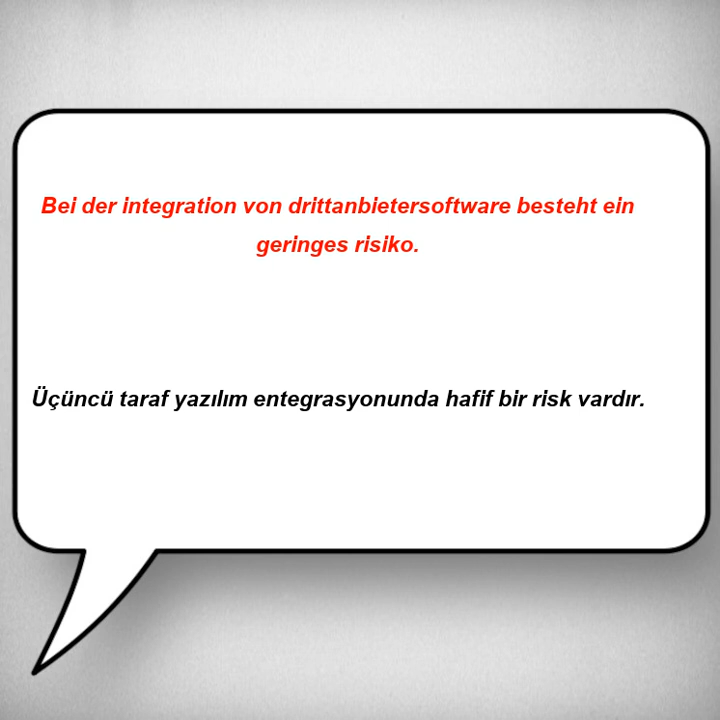 Bei der integration von drittanbietersoftware besteht ein
geringes risiko.
Üçüncü taraf yazılım entegrasyonunda hafif bir risk vardır.